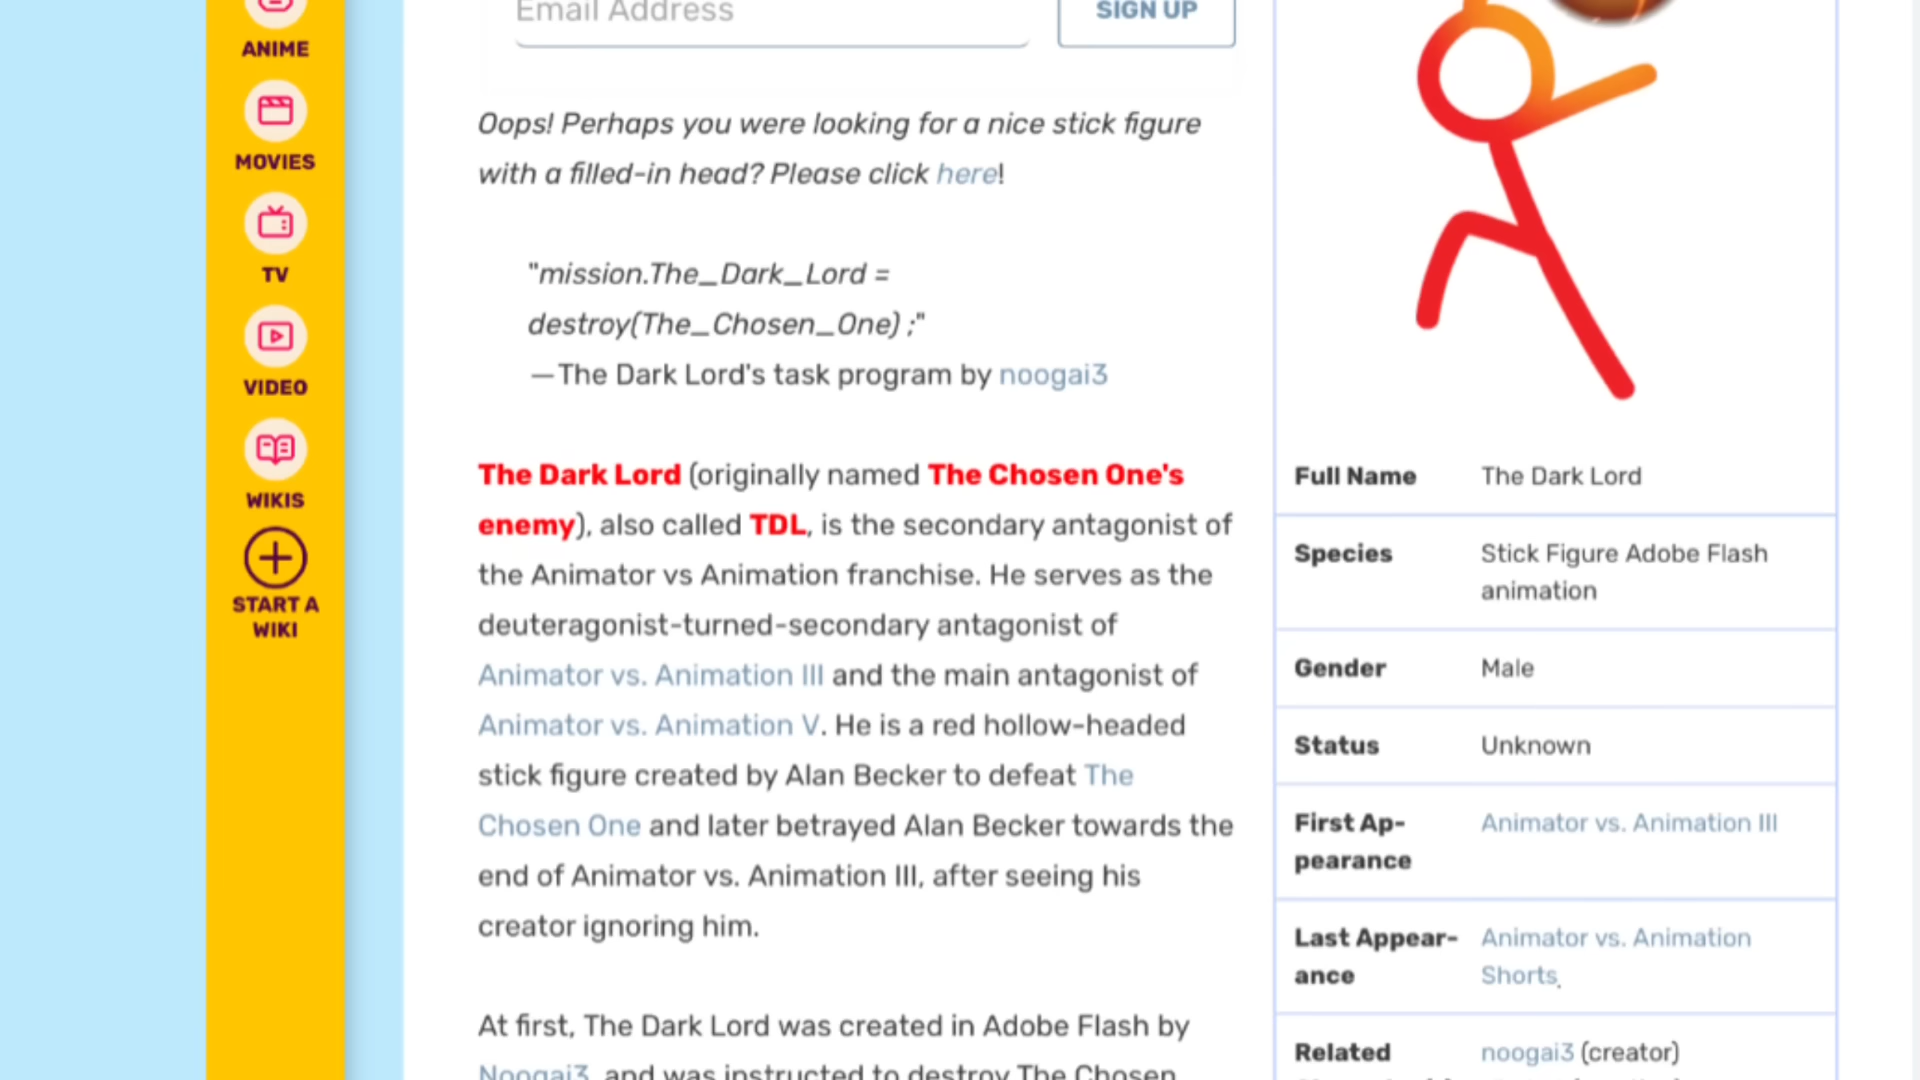 ANIME
MOVIES
TV
VIDEO
WIKIS
START A
WIKI
Email Address
SIGN UP
Oops! Perhaps you were looking for a nice stick figure
with a filled-in head? Please click here!
"mission.The_Dark_Lord =
destroy(The_Chosen_One) ;"
—The Dark Lord's task program by noogai3
The Dark Lord (originally named The Chosen One's
enemy), also called TDL, is the secondary antagonist of
the Animator vs Animation franchise. He serves as the
deuteragonist-turned-secondary antagonist of
Animator vs. Animation III and the main antagonist of
Animator vs. Animation V. He is a red hollow-headed
stick figure created by Alan Becker to defeat The
Chosen One and later betrayed Alan Becker towards the
end of Animator vs. Animation III, after seeing his
creator ignoring him.
At first, The Dark Lord was created in Adobe Flash by
Noogai3, and was instructed to destroy The Chosen
Full Name The Dark Lord
Species Stick Figure Adobe Flash
animation
Gender Male
Status Unknown
First Ap-
pearance
Animator vs. Animation III
Last Appear-
ance
Animator vs. Animation
Shorts
Related noogai3 (creator)